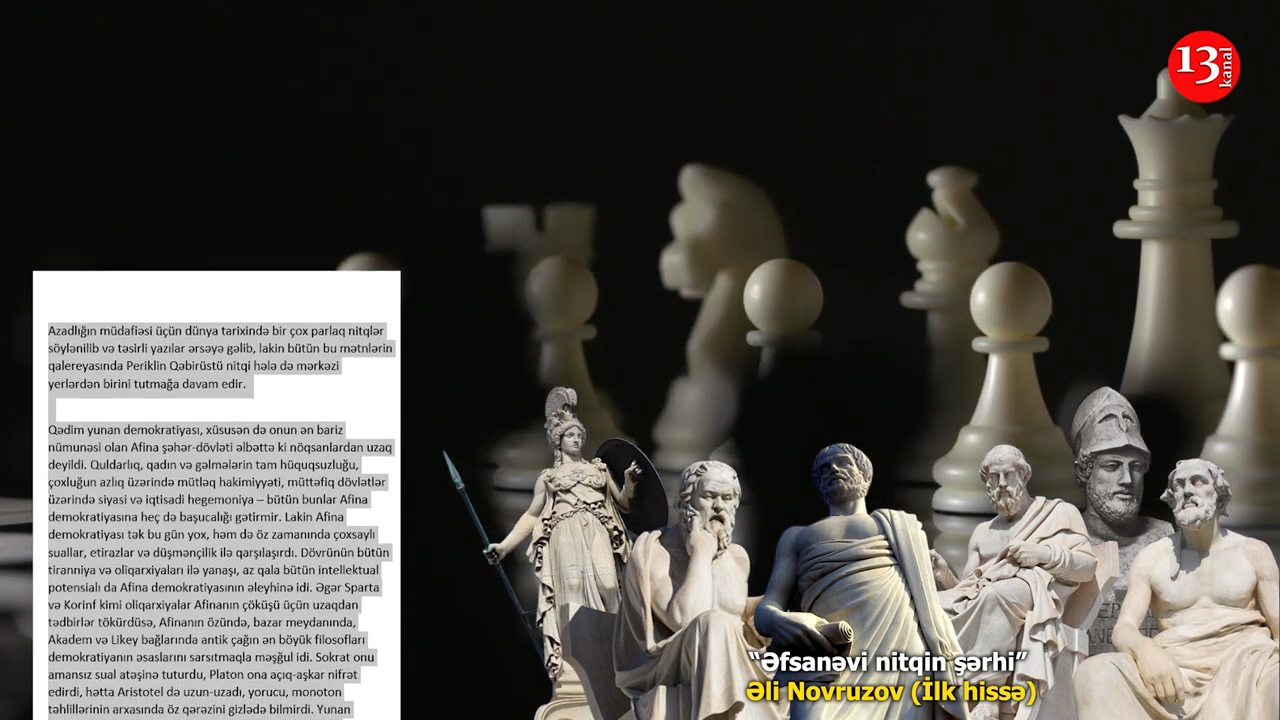 13
kanal
Azadlığın müdafiəsi üçün dünya tarixində bir çox parlaq nitqlər
söylənilib və təsirli yazılar ərsəyə gəlib, lakin bütün bu mətnlərin
qalereyasında Periklin Qəbirüstü nitqi hələ də mərkəzi
yerlərdən birini tutmağa davam edir.
Qədim yunan demokratiyası, xüsusən də onun ən bariz
nümunəsi olan Afina şəhər-dövləti əlbəttə ki nöqsanlardan uzaq
deyildi. Quldarlıq, qadın və gəlmələrin tam hüquqsuzluğu,
çoxluğun azlıq üzərində mütləq hakimiyyəti, müttəfiq dövlətlər
üzərində siyasi və iqtisadi hegemoniya – bütün bunlar Afina
demokratiyasına heç də başucalığı gətirmir. Lakin Afina
demokratiyası tək bu gün yox, həm də öz zamanında çoxsaylı
suallar, etirazlar və düşmənçilik ilə qarşılaşırdı. Dövrünün bütün
tiranniya və oliqarxiyaları ilə yanaşı, az qala bütün intellektual
potensialı da Afina demokratiyasının əleyhinə idi. Əgər Sparta
və Korinf kimi oliqarxiyalar Afinanın çöküşü üçün uzaqdan
tədbirlər tökürdüsə, Afinanın özündə, bazar meydanında,
Akadem və Likey bağlarında antik çağın ən böyük filosofları
demokratiyanın əsaslarını sarsıtmaqla məşğul idi. Sokrat onu
amansız sual atəşinə tuturdu, Platon ona açıq-aşkar nifrət
edirdi, hətta Aristotel də uzun-uzadı, yorucu, monoton
təhlillərinin arxasında öz qərəzini gizlədə bilmirdi. Yunan
“Əfsanəvi nitqin şərhi”
Əli Novruzov (İlk hissə)